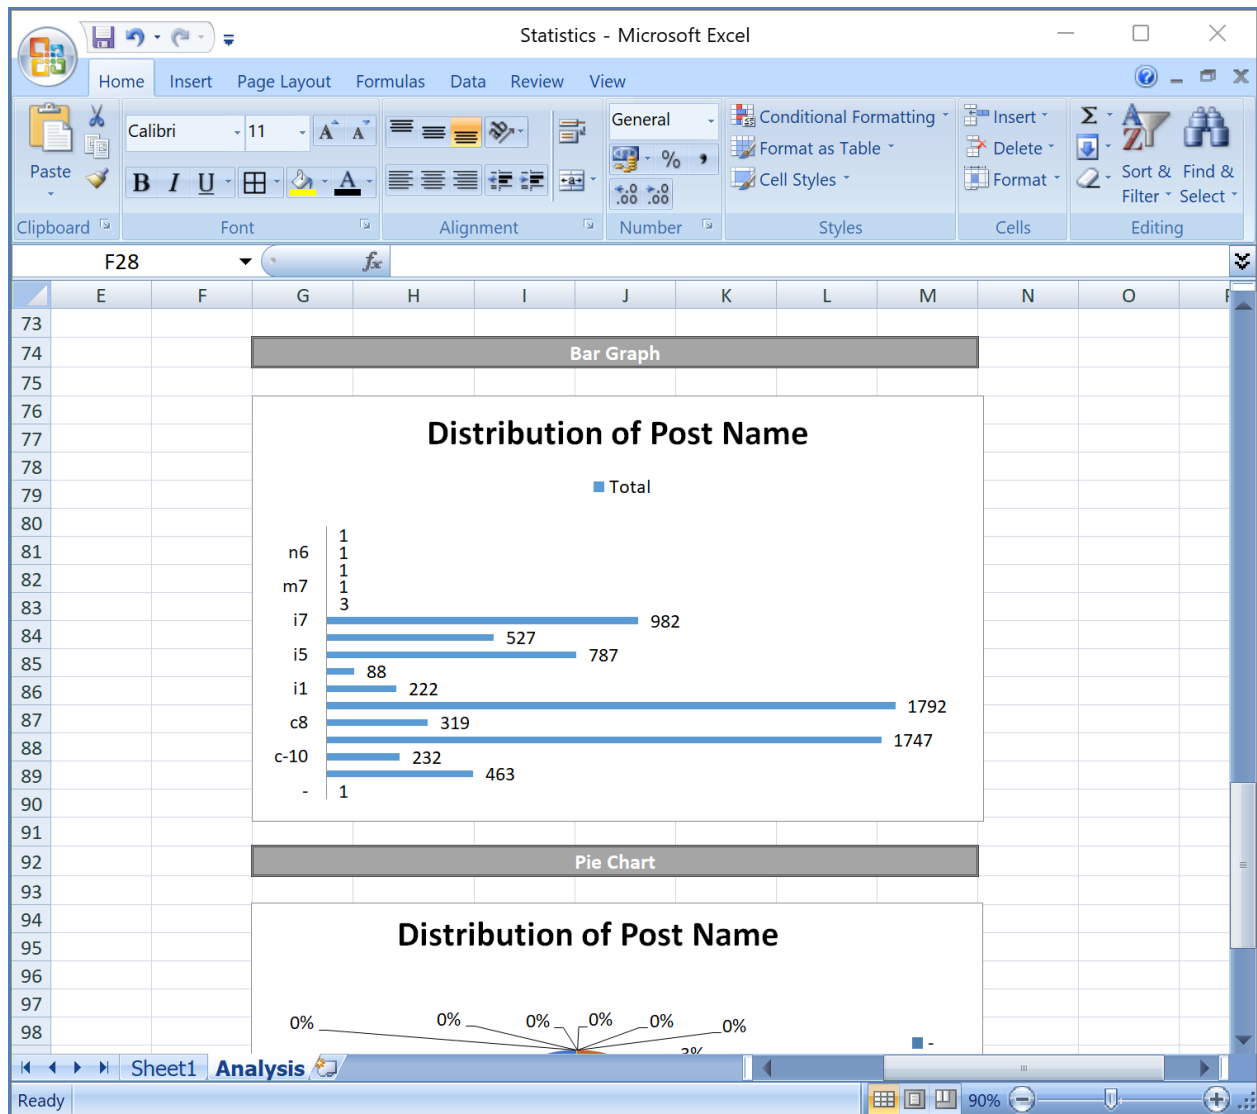 Statistics - Microsoft Excel
Home Insert Page Layout Formulas Data Review View
Paste
Calibri 11 A A
B I U A
General
% ,
.0 .00 .00 .0
Conditional Formatting
Format as Table
Cell Styles
Insert
Delete
Format
Σ
A Z
Sort & Filter
Find & Select
Clipboard Font Alignment Number Styles Cells Editing
F28 fx
E F G H I J K L M N O
73
74 Bar Graph
75
76
77 Distribution of Post Name
78
79 Total
80
1
81 n6 1
1
82 m7 1
83 3
i7 982
84 527
i5 787
85 88
86 i1 222
1792
87 c8 319
88 1747
c-10 232
89 463
- 1
90
91
92 Pie Chart
93
94 Distribution of Post Name
95
96
97
98 0% 0% 0% 0% 0% 0%
-
Sheet1 Analysis
Ready 90%